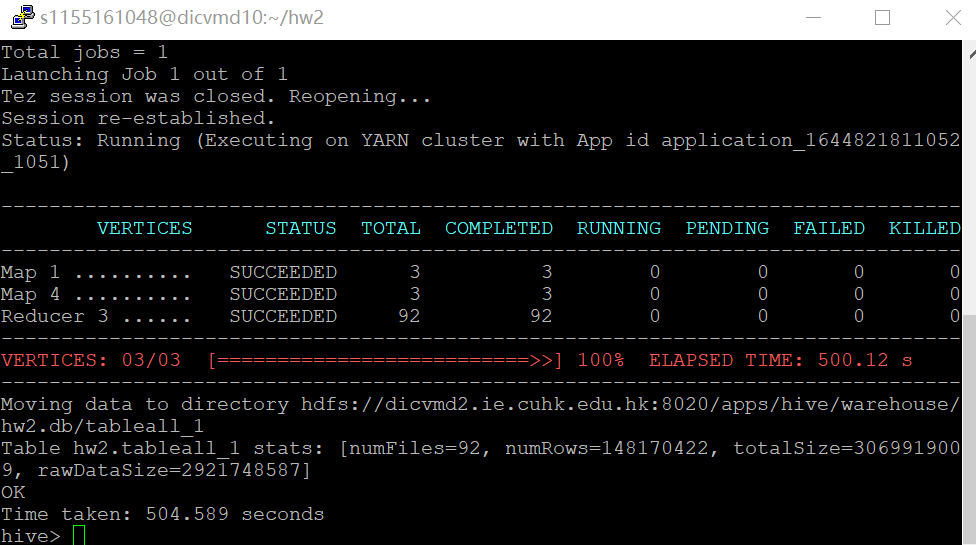 s1155161048@dicvmd10:~/hw2
Total jobs = 1
Launching Job 1 out of 1
Tez session was closed. Reopening...
Session re-established.
Status: Running (Executing on YARN cluster with App id application_1644821811052
_1051)
--------------------------------------------------------------------------------
        VERTICES      STATUS  TOTAL  COMPLETED  RUNNING  PENDING  FAILED  KILLED
--------------------------------------------------------------------------------
Map 1 ..........   SUCCEEDED      3          3        0        0       0       0
Map 4 ..........   SUCCEEDED      3          3        0        0       0       0
Reducer 3 ......   SUCCEEDED     92         92        0        0       0       0
--------------------------------------------------------------------------------
VERTICES: 03/03  [==========================>>] 100%  ELAPSED TIME: 500.12 s
--------------------------------------------------------------------------------
Moving data to directory hdfs://dicvmd2.ie.cuhk.edu.hk:8020/apps/hive/warehouse/
hw2.db/tableall_1
Table hw2.tableall_1 stats: [numFiles=92, numRows=148170422, totalSize=306991900
9, rawDataSize=2921748587]
OK
Time taken: 504.589 seconds
hive>